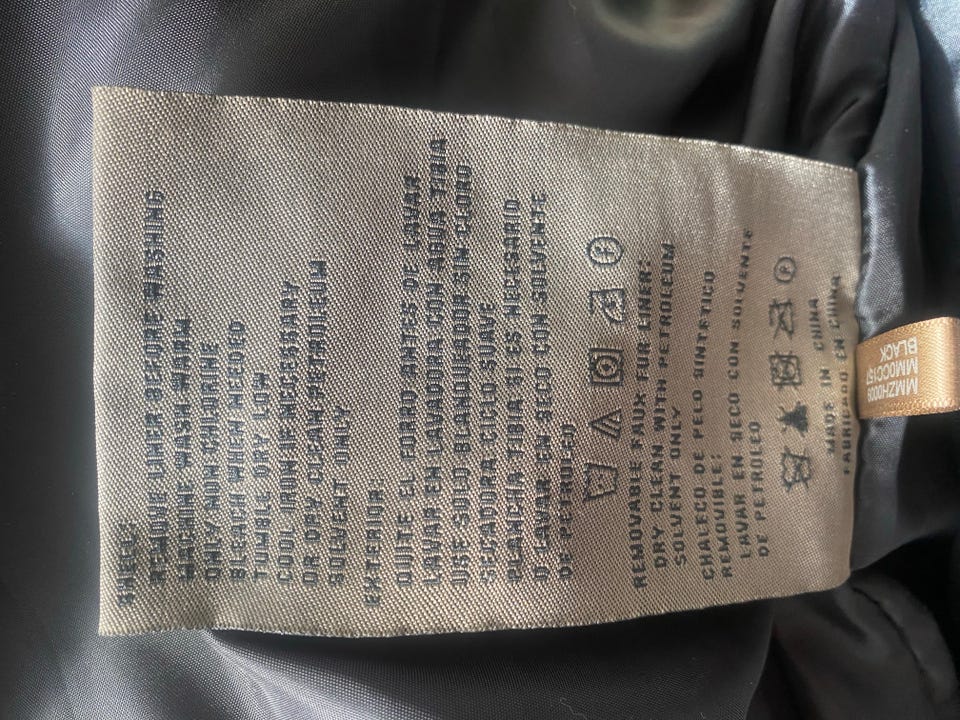 SHELL:
REMOVE LINER BEFORE WASHING
MACHINE WASH WARM
ONLY NON CHLORINE
BLEACH WHEN NEEDED
TUMBLE DRY LOW
COOL IRON IF NECESSARY
OR DRY CLEAN PETROLEUM
SOLVENT ONLY
EXTERIOR:
QUITE EL FORRO ANTES DE LAVAR
LAVAR EN LAVADORA CON AGUA TIBIA
USE SOLO BLANQUEADOR SIN CLORO
SECADORA CICLO SUAVE
PLANCHA TIBIA SI ES NECESARIO
O LAVAR EN SECO CON SOLVENTE
DE PETROLEO
REMOVABLE FAUX FUR LINER:
DRY CLEAN WITH PETROLEUM
SOLVENT ONLY
CHALECO DE PELO SINTETICO
REMOVIBLE:
LAVAR EN SECO CON SOLVENTE
DE PETROLEO
MADE IN CHINA
FABRICADO EN CHINA
MMZH0009
MM0CC157
BLACK